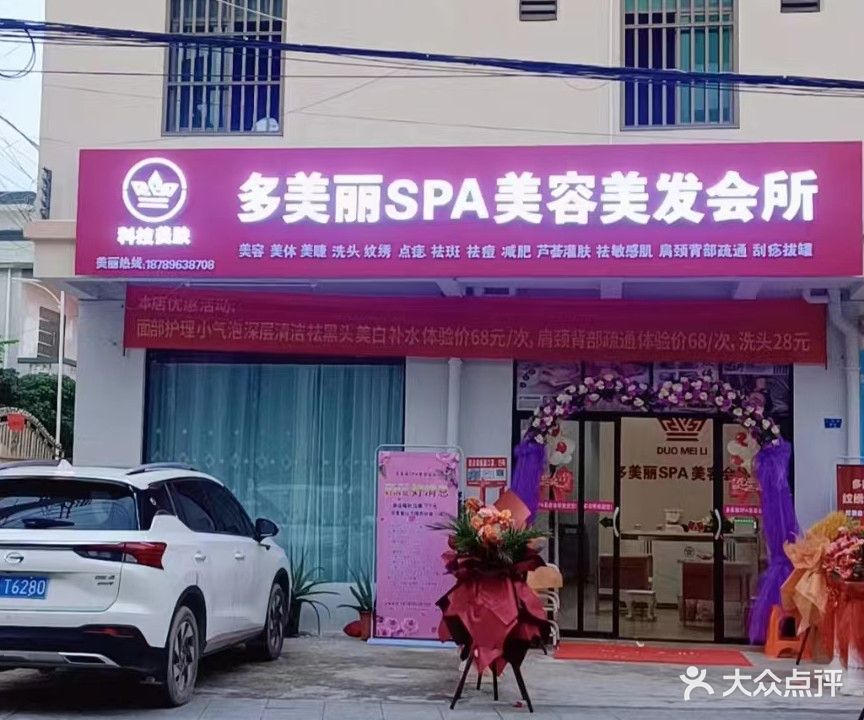 多美丽SPA美容美发会所
科技美肤
美容 美体 美睫 洗头 纹绣 点痣 祛斑 祛痘 减肥 芦荟灌肤 祛敏感肌 肩颈背部疏通 刮痧拔罐
美丽热线:18789638708
本店优惠活动:
面部护理小气泡深层清洁祛黑头美白补水体验价68元/次,肩颈背部疏通体验价68/次,洗头28元
DUO MEI LI
多美丽SPA美容会
T6280
大众点评